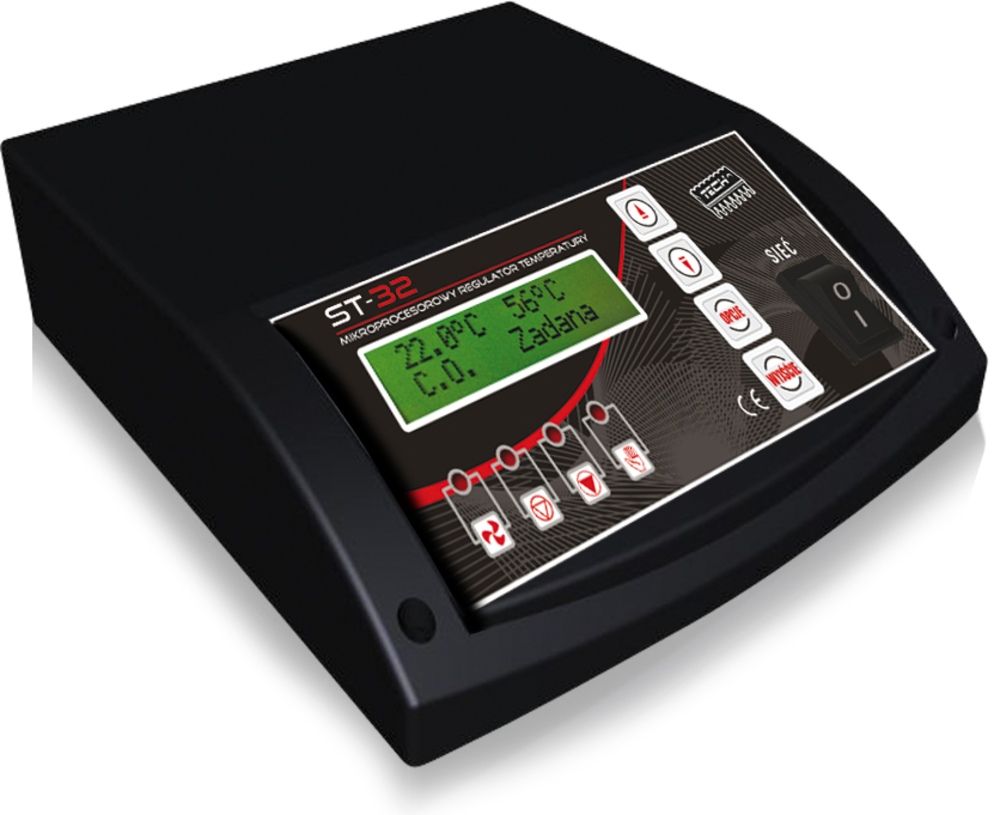 TECH
SIEĆ
ST-32
MIKROPROCESOROWY REGULATOR TEMPERATURY
22.0°C 56°C
C.O. Zadana
OPCJE
WYJŚCIE
O
I
CE